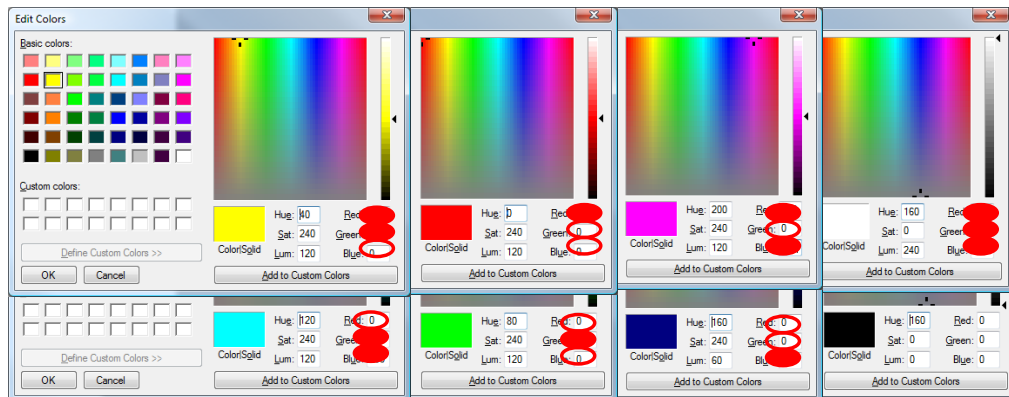 Edit Colors
Basic colors:
Custom colors:
Define Custom Colors >>
OK Cancel
Hue: 40 Red:
Sat: 240 Green:
Color|Solid Lum: 120 Blue: 0
Add to Custom Colors
Hue: 0 Red:
Sat: 240 Green: 0
Color|Solid Lum: 120 Blue: 0
Add to Custom Colors
Hue: 200
Sat: 240 Green: 0
Color|Solid Lum: 120 Blue:
Add to Custom Colors
Hue: 160 Red:
Sat: 0 Green:
Color|Solid Lum: 240
Add to Custom Colors
Define Custom Colors >>
OK Cancel
Hue: 120 Red: 0
Sat: 240 Green:
Color|Solid Lum: 120 Blue:
Add to Custom Colors
Hue: 80 Red: 0
Sat: 240 Green:
Color|Solid Lum: 120 Blue: 0
Add to Custom Colors
Hue: 160 Red: 0
Sat: 240 Green: 0
Color|Solid Lum: 60 Blue:
Add to Custom Colors
Hue: 160 Red: 0
Sat: 0 Green: 0
Color|Solid Lum: 0 Blue: 0
Add to Custom Colors